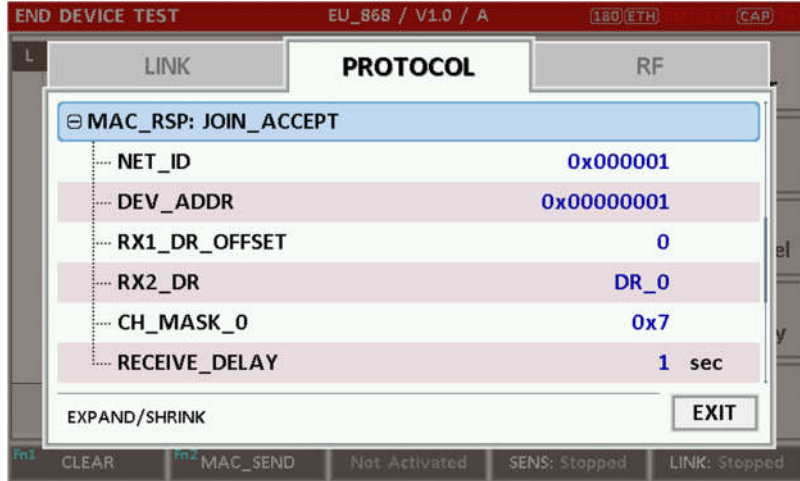 END DEVICE TEST EU_868 / V1.0 / A 180 ETH CAP
L
LINK PROTOCOL RF
MAC_RSP: JOIN_ACCEPT
NET_ID 0x000001
DEV_ADDR 0x00000001
RX1_DR_OFFSET 0
RX2_DR DR_0
CH_MASK_0 0x7
RECEIVE_DELAY 1 sec
EXPAND/SHRINK EXIT
Fn1 CLEAR Fn2 MAC_SEND Not Activated SENS: Stopped LINK: Stopped